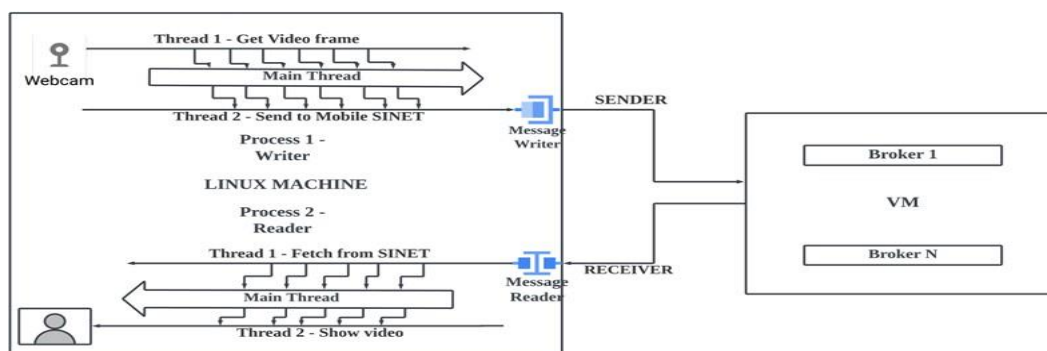 Thread 1 - Get Video frame
Webcam
Main Thread
Thread 2 - Send to Mobile SINET
Message
Writer
SENDER
Process 1 -
Writer
LINUX MACHINE
Process 2 -
Reader
Thread 1 - Fetch from SINET
Message
Reader
RECEIVER
Main Thread
Thread 2 - Show video
Broker 1
VM
Broker N